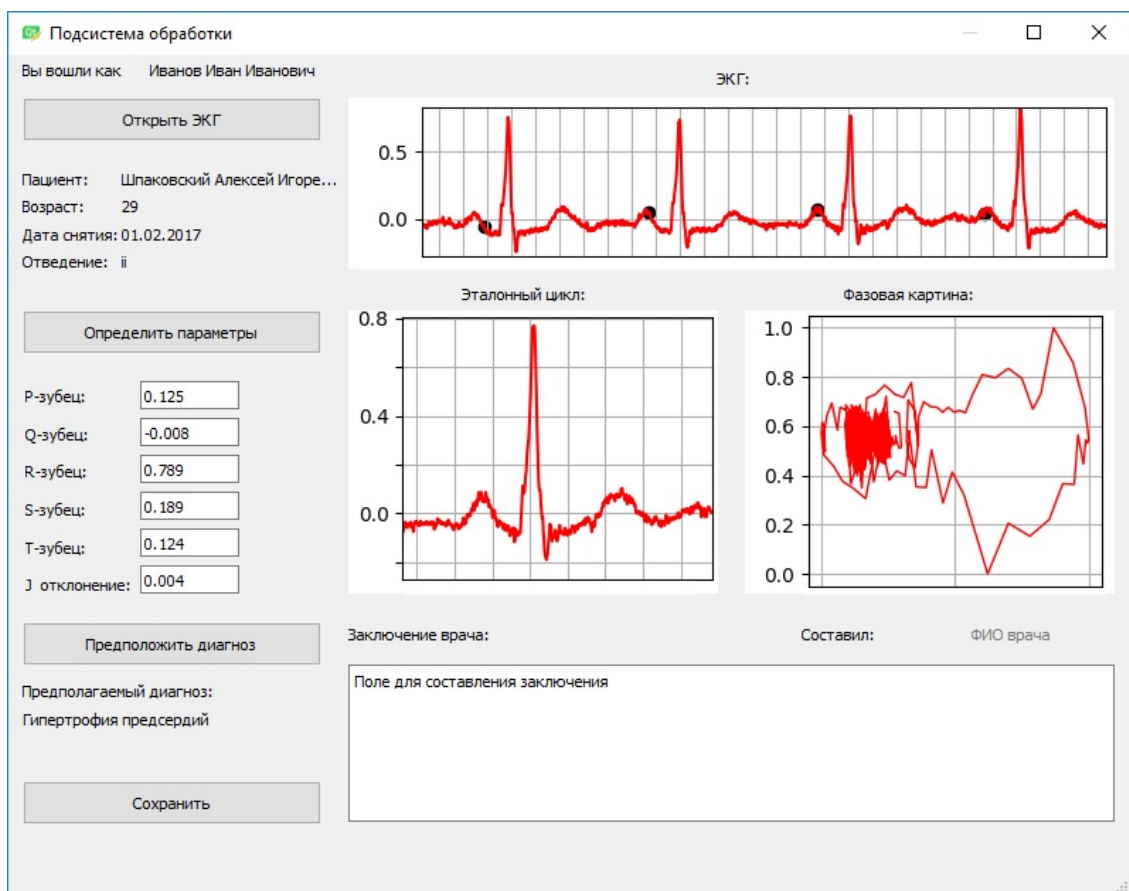 Подсистема обработки
Вы вошли как Иванов Иван Иванович
Открыть ЭКГ
Пациент: Шпаковский Алексей Игоре...
Возраст: 29
Дата снятия: 01.02.2017
Отведение: ii
Определить параметры
P-зубец: 0.125
Q-зубец: -0.008
R-зубец: 0.789
S-зубец: 0.189
T-зубец: 0.124
J отклонение: 0.004
Предположить диагноз
Предполагаемый диагноз:
Гипертрофия предсердий
Сохранить
ЭКГ:
0.5
0.0
Эталонный цикл:
0.8
0.4
0.0
Фазовая картина:
1.0
0.8
0.6
0.4
0.2
0.0
Заключение врача:
Составил: ФИО врача
Поле для составления заключения